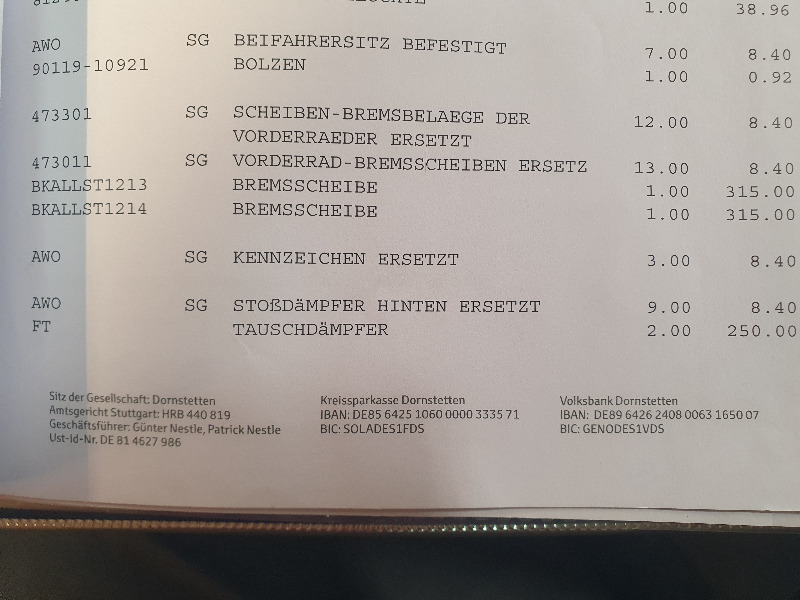 1.00 38.96
AWO SG BEIFAHRERSITZ BEFESTIGT 7.00 8.40
90119-10921 BOLZEN 1.00 0.92
473301 SG SCHEIBEN-BREMSBELAEGE DER 12.00 8.40
VORDERRAEDER ERSETZT
473011 SG VORDERRAD-BREMSSCHEIBEN ERSETZ 13.00 8.40
BKALLST1213 BREMSSCHEIBE 1.00 315.00
BKALLST1214 BREMSSCHEIBE 1.00 315.00
AWO SG KENNZEICHEN ERSETZT 3.00 8.40
AWO SG STOßDäMPFER HINTEN ERSETZT 9.00 8.40
FT TAUSCHDäMPFER 2.00 250.00
Sitz der Gesellschaft: Dornstetten
Amtsgericht Stuttgart: HRB 440 819
Geschäftsführer: Günter Nestle, Patrick Nestle
Ust-Id-Nr. DE 81 4627 986
Kreissparkasse Dornstetten
IBAN: DE85 6425 1060 0000 3335 71
BIC: SOLADES1FDS
Volksbank Dornstetten
IBAN: DE89 6426 2408 0063 1650 07
BIC: GENODES1VDS